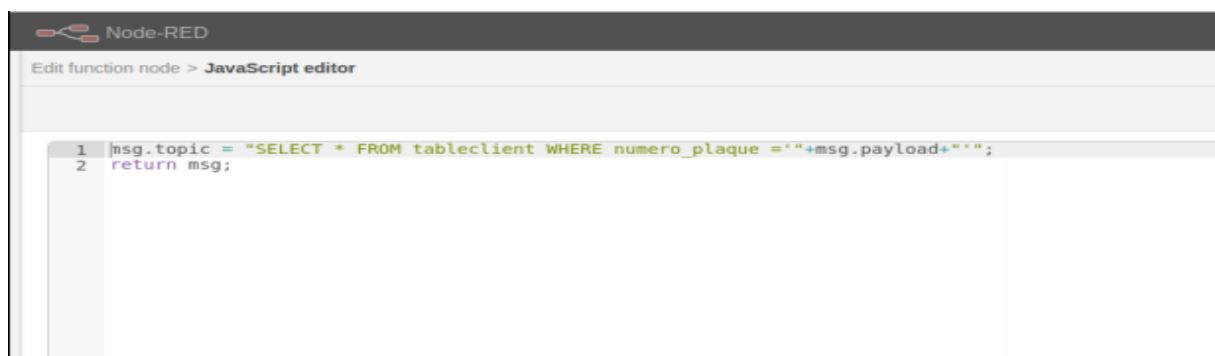 Node-RED
Edit function node > JavaScript editor
1 msg.topic = "SELECT * FROM tableclient WHERE numero_plaque ='"+msg.payload+"'";
2 return msg;